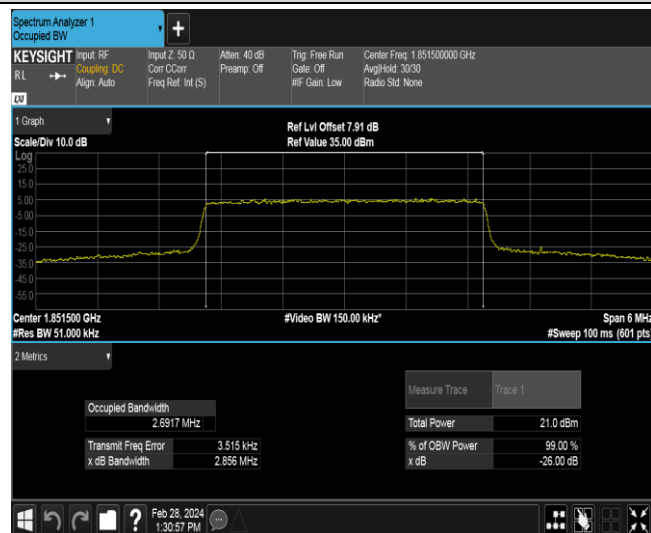 Spectrum Analyzer 1
Occupied BW
+
KEYSIGHT
RL
LXI
Input: RF
Coupling: DC
Align: Auto
Input Z: 50 Ω
Corr CCorr
Freq Ref: Int (S)
Atten: 40 dB
Preamp: Off
Trig: Free Run
Gate: Off
#IF Gain: Low
Center Freq: 1.851500000 GHz
Avg|Hold: 30/30
Radio Std: None
1 Graph
Scale/Div 10.0 dB
Ref Lvl Offset 7.91 dB
Ref Value 35.00 dBm
Log
25.0
15.0
5.00
-5.00
-15.0
-25.0
-35.0
-45.0
-55.0
Center 1.851500 GHz
#Video BW 150.00 kHz*
Span 6 MHz
#Res BW 51.000 kHz
#Sweep 100 ms (601 pts
2 Metrics
Measure Trace
Trace 1
Occupied Bandwidth
2.6917 MHz
Total Power
21.0 dBm
Transmit Freq Error
3.515 kHz
% of OBW Power
99.00 %
x dB Bandwidth
2.856 MHz
x dB
-26.00 dB
?
Feb 28, 2024
1:30:57 PM